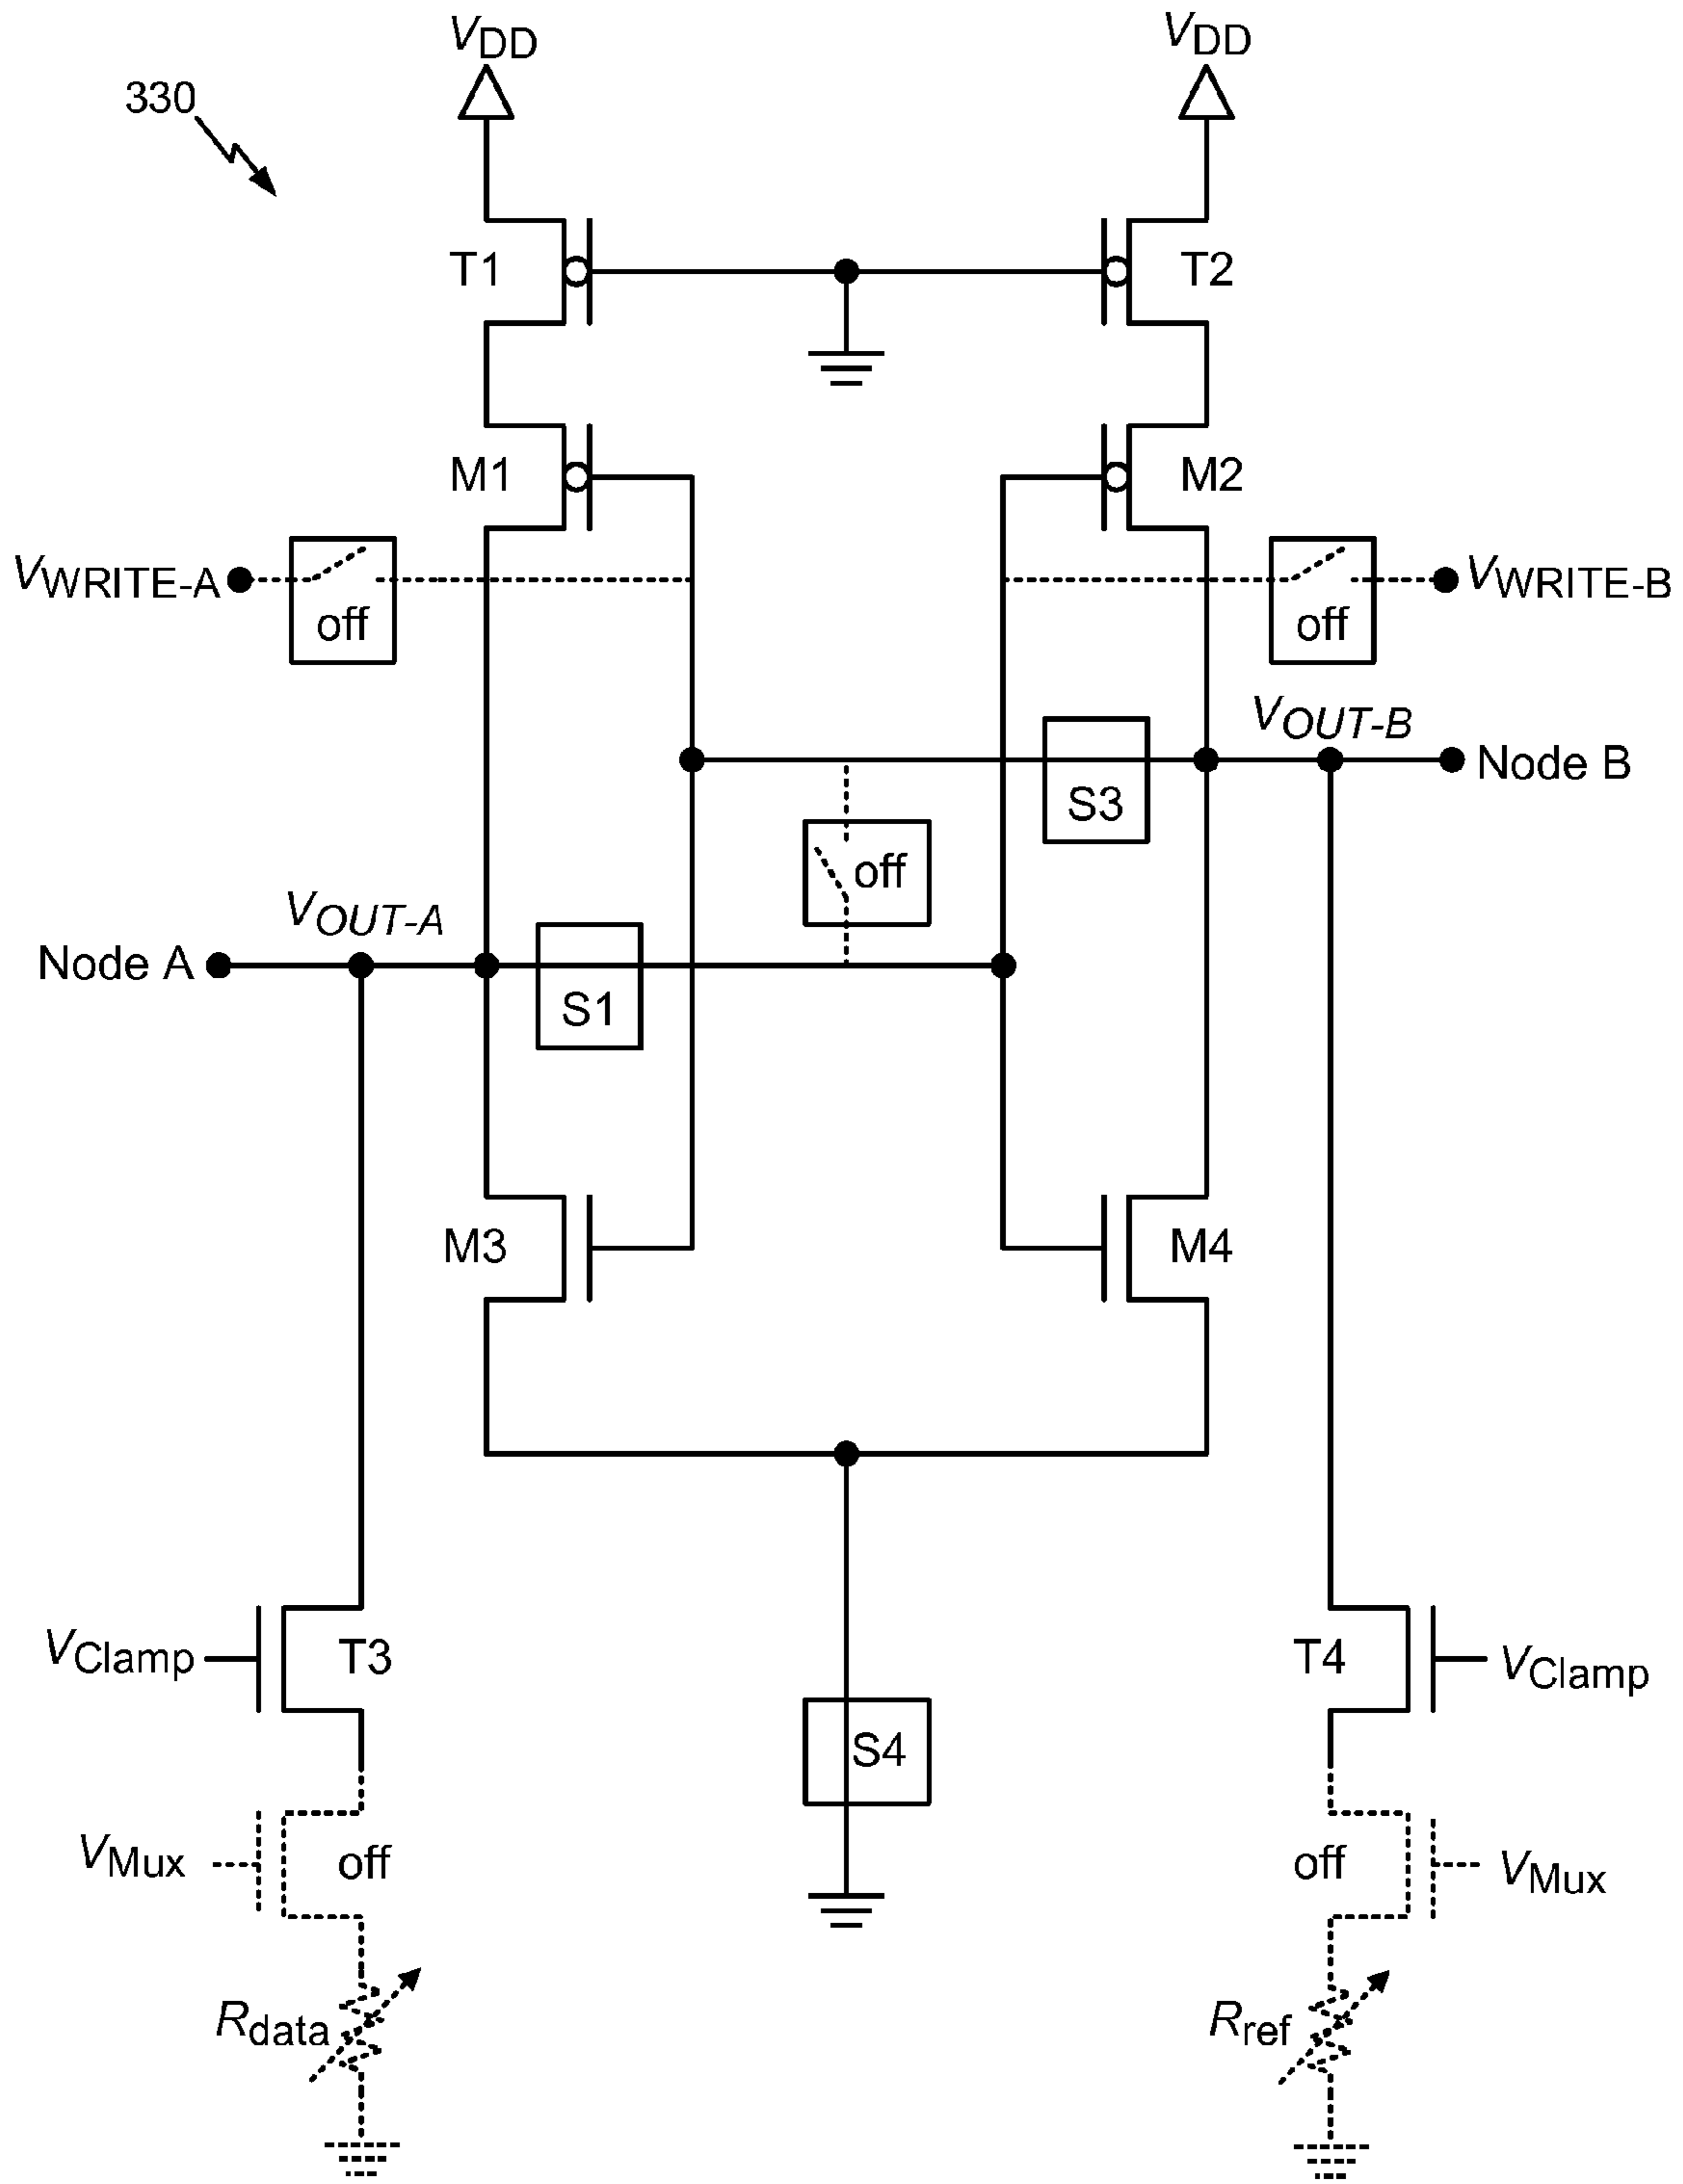 VDD
VDD
330
T1
T2
M1
M2
VWRITE-A
off
off
VWRITE-B
VOUT-B
Node B
S3
off
VOUT-A
Node A
S1
M3
M4
VClamp
T3
T4
VClamp
S4
VMux
off
off
VMux
Rdata
Rref